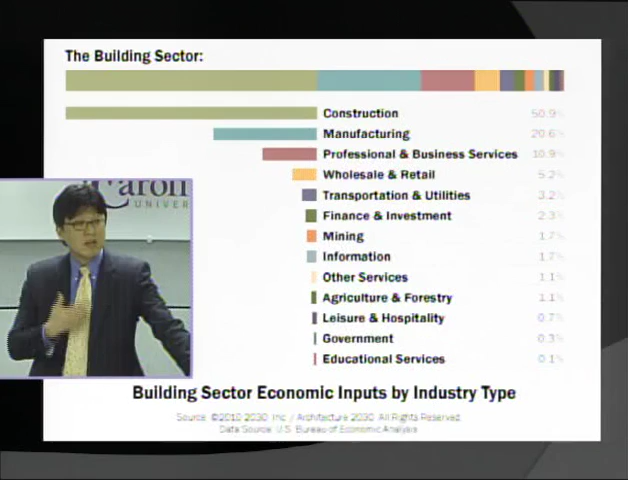 The Building Sector:
Construction 50.9%
Manufacturing 20.6%
Professional & Business Services 10.9%
Wholesale & Retail 5.2%
Transportation & Utilities 3.2%
Finance & Investment 2.3%
Mining 1.7%
Information 1.7%
Other Services 1.1%
Agriculture & Forestry 1.1%
Leisure & Hospitality 0.7%
Government 0.3%
Educational Services 0.1%
Building Sector Economic Inputs by Industry Type
Source: ©2010 2030, Inc. / Architecture 2030. All Rights Reserved.
Data Source: U.S. Bureau of Economic Analysis
Caroli
UNIVER